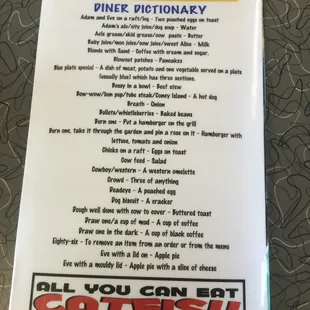 DINER DICTIONARY
Adam and Eve on a raft/log - Two poached eggs on toast
Adam's ale/city juice/dog soup - Water
Axle grease/skid grease/cow paste - Butter
Baby juice/moo juice/cow juice/sweet Aline - Milk
Blonde with Sand - Coffee with cream and sugar.
Blowout patches - Pancakes
Blue plate special - A dish of meat, potato and one vegetable served on a plate
(usually blue) which has three sections.
Bossy in a bowl - Beef stew
Bow-wow/bun pup/tube steak/Coney Island - A hot dog
Breath - Onion
Bullets/whistleberries - Baked beans
Burn one - Put a hamburger on the grill
Burn one, take it through the garden and pin a rose on it - Hamburger with
lettuce, tomato and onion
Chicks on a raft - Eggs on toast
Cow feed - Salad
Cowboy/western - A western omelette
Crowd - Three of anything
Deadeye - A poached egg
Dog biscuit - A cracker
Dough well done with cow to cover - Buttered toast
Draw one/a cup of mud - A cup of coffee
Draw one in the dark - A cup of black coffee
Eighty-six - To remove an item from an order or from the menu
Eve with a lid on - Apple pie
Eve with a mouldy lid - Apple pie with a slice of cheese
ALL YOU CAN EAT